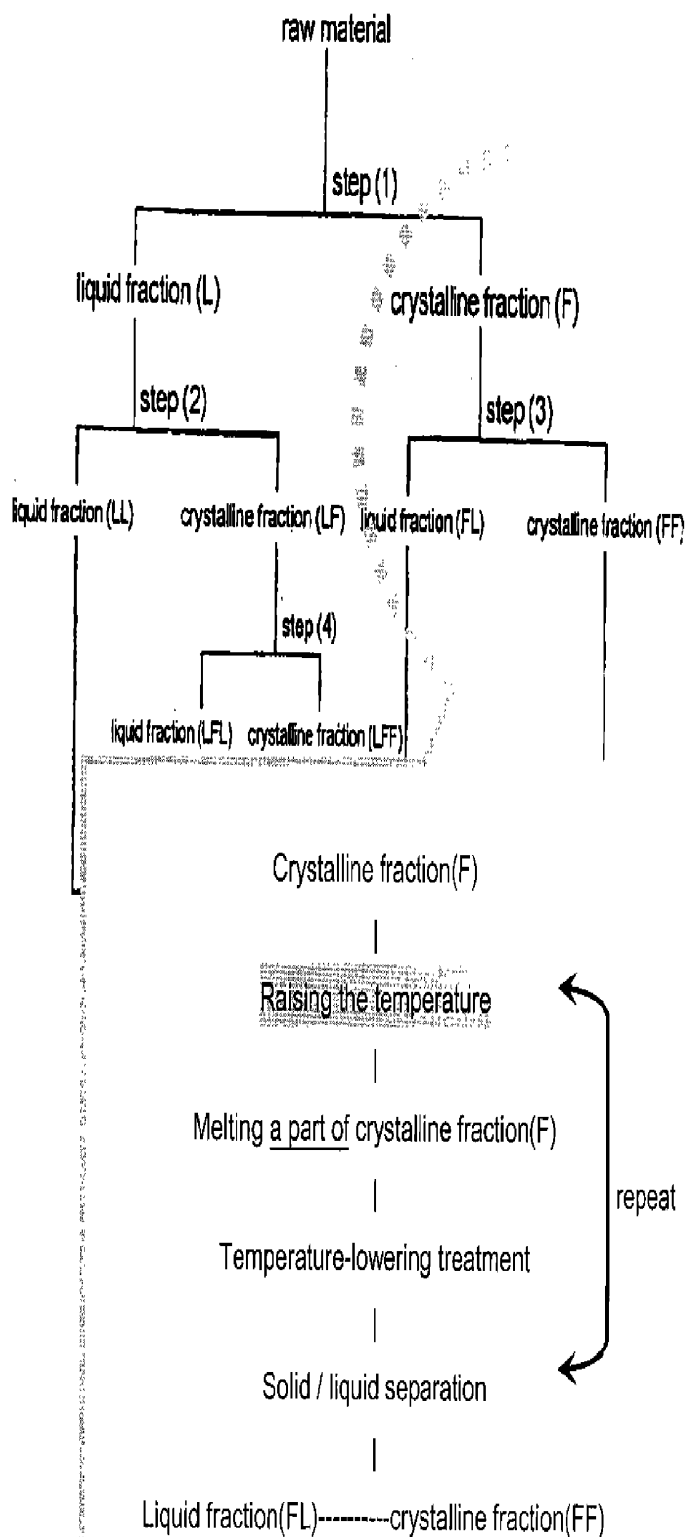 raw material
step (1)
liquid fraction (L) crystalline fraction (F)
step (2) step (3)
liquid fraction (LL) crystalline fraction (LF) liquid fraction (FL) crystalline fraction (FF)
step (4)
liquid fraction (LFL) crystalline fraction (LFF)
Crystalline fraction(F)
Raising the temperature
Melting a part of crystalline fraction(F)
repeat
Temperature-lowering treatment
Solid / liquid separation
Liquid fraction(FL)----------crystalline fraction(FF)